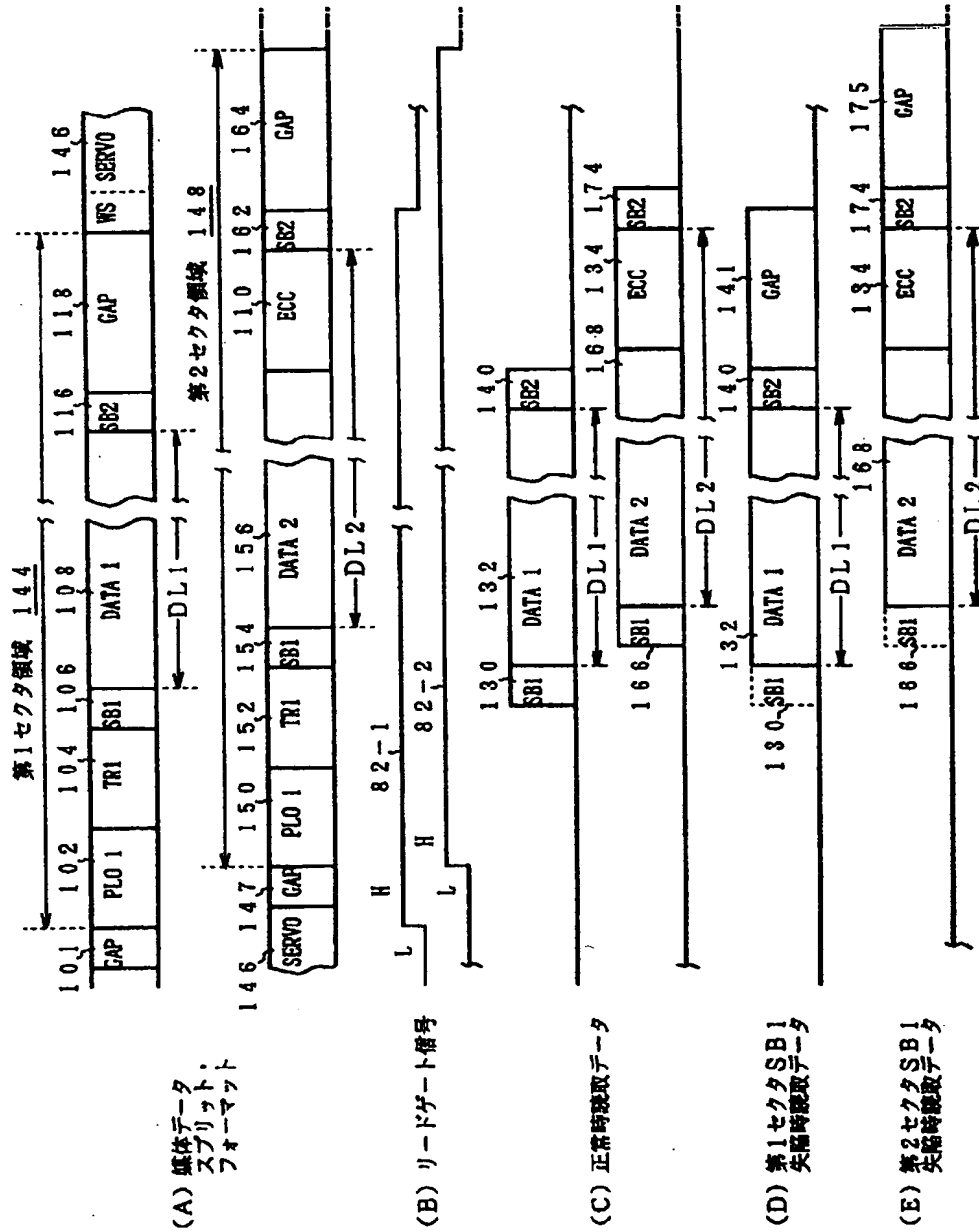 (A) 媒体データ
スプリット・
フォーマット
第1セクタ領域 144
101 102 104 106 108 116 118 146
GAP PLO 1 TR1 SB1 DATA 1 SB2 GAP WS SERVO
DL1
第2セクタ領域 148
146 147 150 152 154 156 110 162 164
SERVO GAP PLO 1 TR1 SB1 DATA 2 ECC SB2 GAP
DL2
(B) リードゲート信号
L H 82-1
L H 82-2
(C) 正常時読取データ
130 132 140
SB1 DATA 1 SB2
DL1
168 134 174
SB1 DATA 2 ECC SB2
166
DL2
(D) 第1セクタSB1
失陥時読取データ
132 140 141
SB1 DATA 1 SB2 GAP
130
DL1
(E) 第2セクタSB1
失陥時読取データ
168 134 174 175
SB1 DATA 2 ECC SB2 GAP
166
DL2